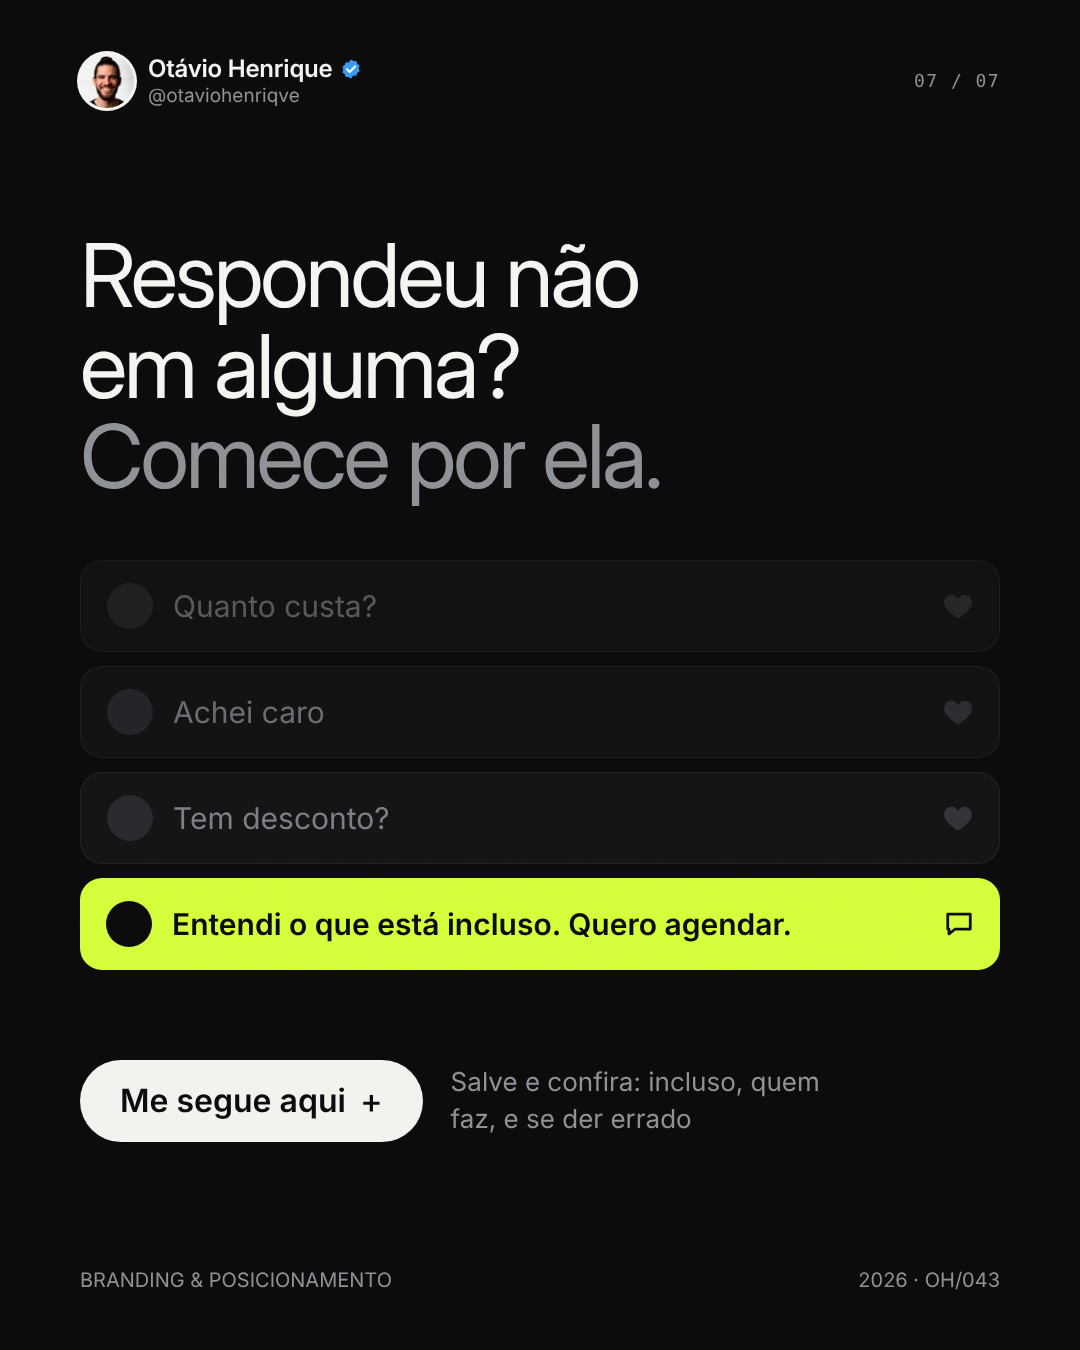 Otávio Henrique
@otaviohenriqve
07 / 07
Respondeu não
em alguma?
Comece por ela.
Quanto custa?
Achei caro
Tem desconto?
Entendi o que está incluso. Quero agendar.
Me segue aqui +
Salve e confira: incluso, quem
faz, e se der errado
BRANDING & POSICIONAMENTO
2026 · OH/043